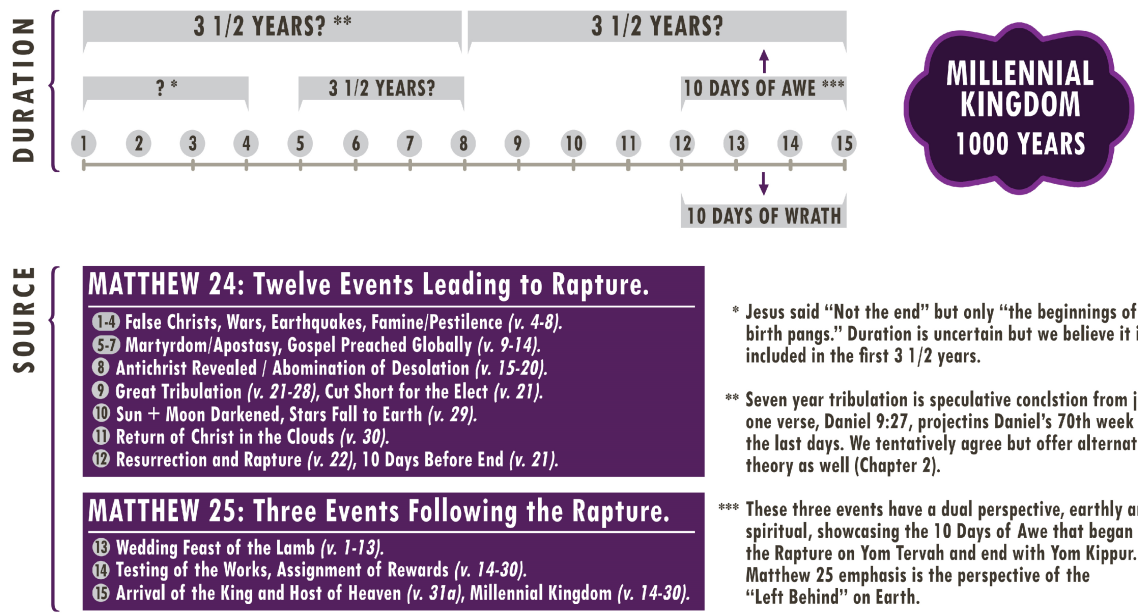 DURATION
3 1/2 YEARS? **
3 1/2 YEARS?
? *
3 1/2 YEARS?
10 DAYS OF AWE ***
1 2 3 4 5 6 7 8 9 10 11 12 13 14 15
10 DAYS OF WRATH
MILLENNIAL
KINGDOM
1000 YEARS
SOURCE
MATTHEW 24: Twelve Events Leading to Rapture.
1-4 False Christs, Wars, Earthquakes, Famine/Pestilence (v. 4-8).
5-7 Martyrdom/Apostasy, Gospel Preached Globally (v. 9-14).
8 Antichrist Revealed / Abomination of Desolation (v. 15-20).
9 Great Tribulation (v. 21-28), Cut Short for the Elect (v. 21).
10 Sun + Moon Darkened, Stars Fall to Earth (v. 29).
11 Return of Christ in the Clouds (v. 30).
12 Resurrection and Rapture (v. 22), 10 Days Before End (v. 21).
MATTHEW 25: Three Events Following the Rapture.
13 Wedding Feast of the Lamb (v. 1-13).
14 Testing of the Works, Assignment of Rewards (v. 14-30).
15 Arrival of the King and Host of Heaven (v. 31a), Millennial Kingdom (v. 14-30).
* Jesus said “Not the end” but only “the beginnings of
birth pangs.” Duration is uncertain but we believe it
included in the first 3 1/2 years.
** Seven year tribulation is speculative conclstion from
one verse, Daniel 9:27, projectins Daniel’s 70th week
the last days. We tentatively agree but offer
theory as well (Chapter 2).
*** These three events have a dual perspective, earthly
spiritual, showcasing the 10 Days of Awe that began
the Rapture on Yom Tervah and end with Yom Kippur.
Matthew 25 emphasis is the perspective of the
“Left Behind” on Earth.